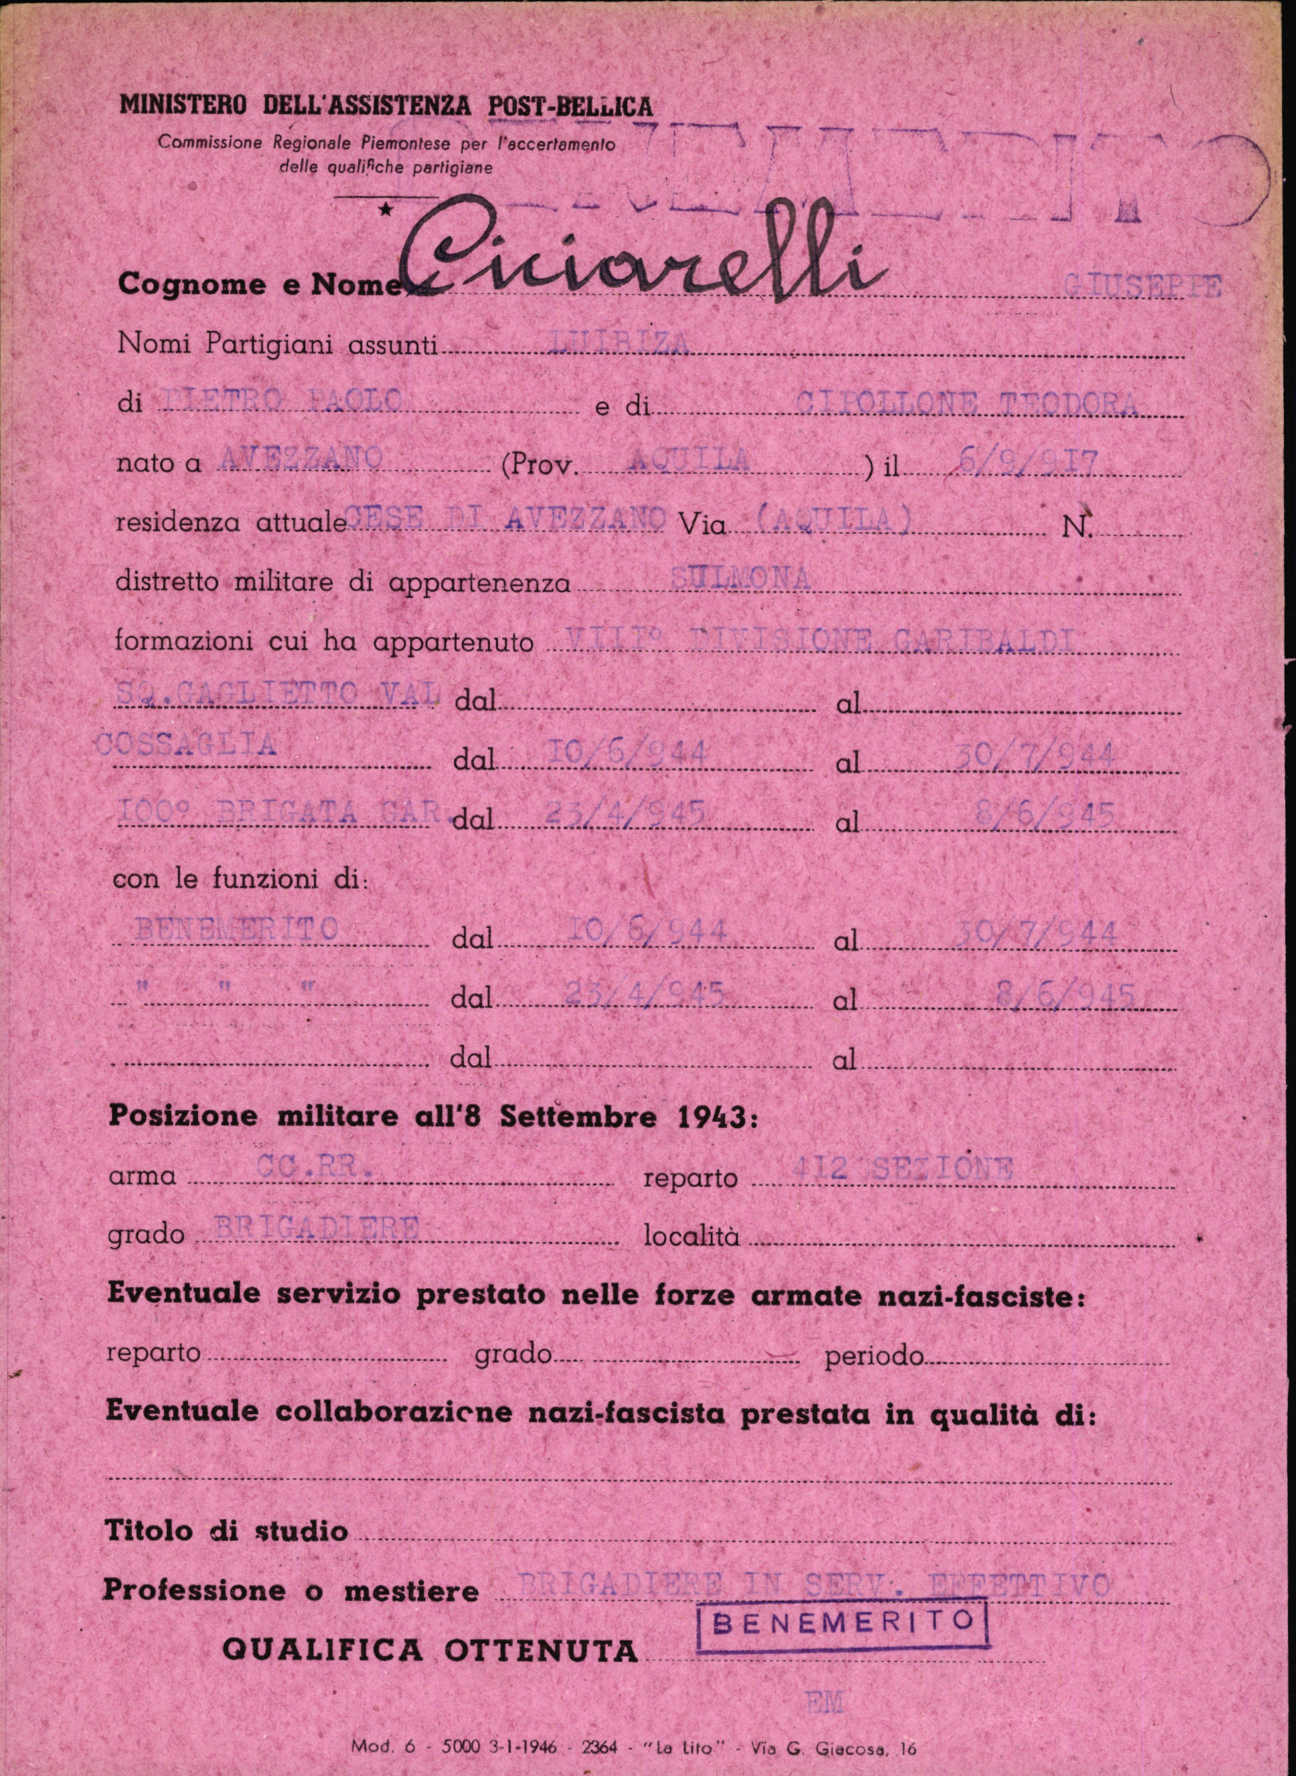 MINISTERO DELL'ASSISTENZA POST-BELLICA
Commissione Regionale Piemontese per l'accertamento
delle qualifiche partigiane
BENEMERITO
Cognome e Nome Ciciarelli GIUSEPPE
Nomi Partigiani assunti
di PIETRO PAOLO e di CIPOLLONE TEODORA
nato a AVEZZANO (Prov. AQUILA ) il 6/9/917
residenza attuale CESE DI AVEZZANO Via (AQUILA) N.
distretto militare di appartenenza SULMONA
formazioni cui ha appartenuto VIII° DIVISIONE GARIBALDI
SQ.GAGLIETTO VAL dal al
COSSAGLIA dal 10/6/944 al 30/7/944
100° BRIGATA GAR. dal 23/4/945 al 8/6/945
con le funzioni di:
BENEMERITO dal 10/6/944 al 30/7/944
" " " dal 23/4/945 al 8/6/945
dal al
Posizione militare all'8 Settembre 1943:
arma CC.RR. reparto 412 SEZIONE
grado BRIGADIERE località
Eventuale servizio prestato nelle forze armate nazi-fasciste:
reparto grado periodo
Eventuale collaborazione nazi-fascista prestata in qualità di:
Titolo di studio
Professione o mestiere BRIGADIERE IN SERV. EFFETTIVO
QUALIFICA OTTENUTA BENEMERITO
EM
Mod. 6 - 5000 3-1-1946 - 2364 - "La Lito" - Via G. Giacosa, 16